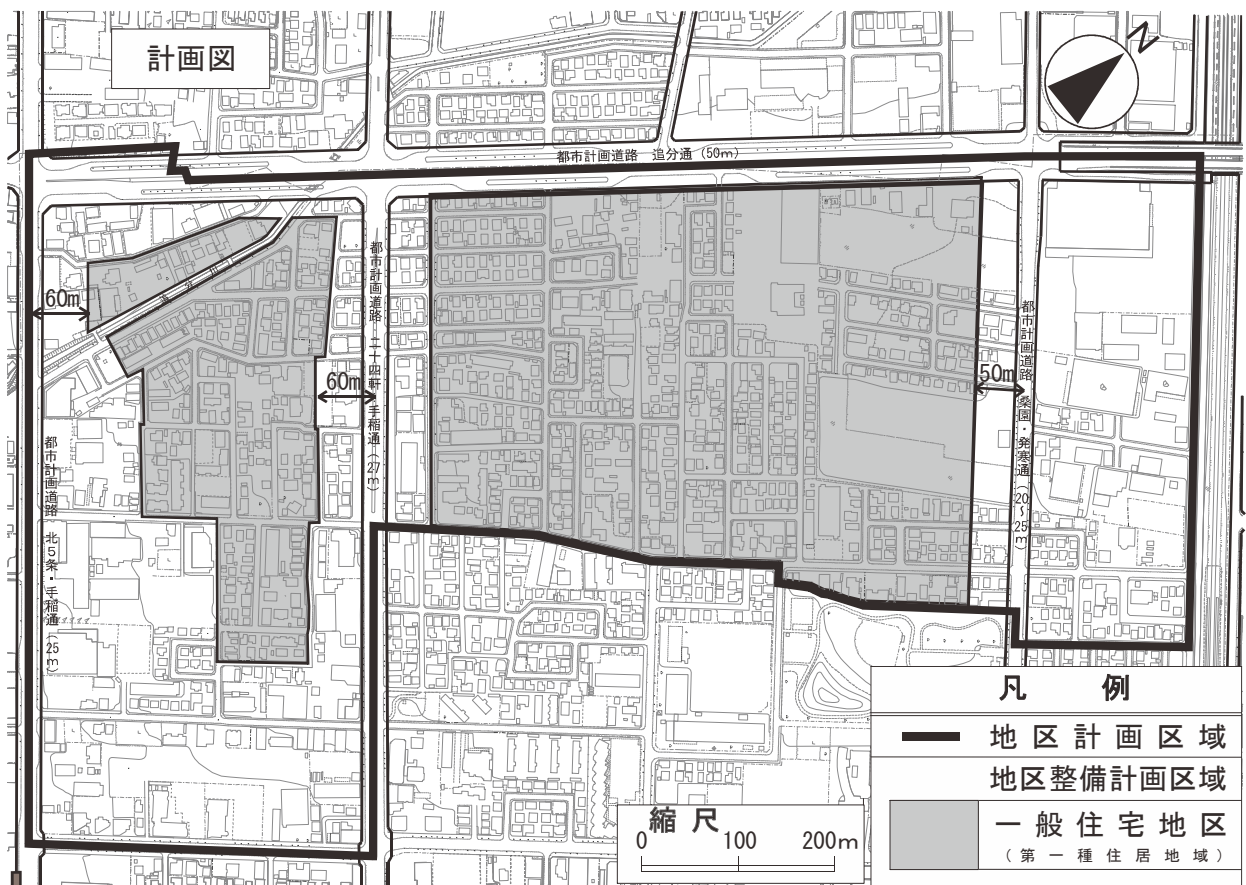 計画図
N
都市計画道路 追分通 (50m)
60m
都市計画道路 二十四軒・手稲通 (27m)
60m
50m
都市計画道路 桑園・発寒通 (20~25m)
都市計画道路 北5条・手稲通 (25m)
縮尺
0 100 200m
凡例
地区計画区域
地区整備計画区域
一般住宅地区
(第一種住居地域)